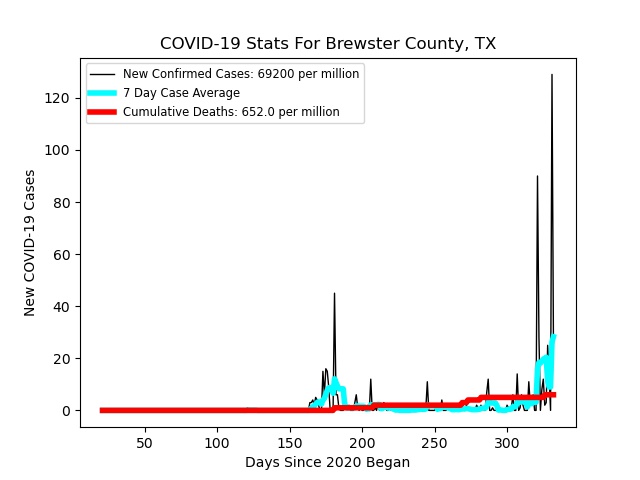 COVID-19 Stats For Brewster County, TX
New Confirmed Cases: 69200 per million
7 Day Case Average
Cumulative Deaths: 652.0 per million
New COVID-19 Cases
120
100
80
60
40
20
0
50 100 150 200 250 300
Days Since 2020 Began